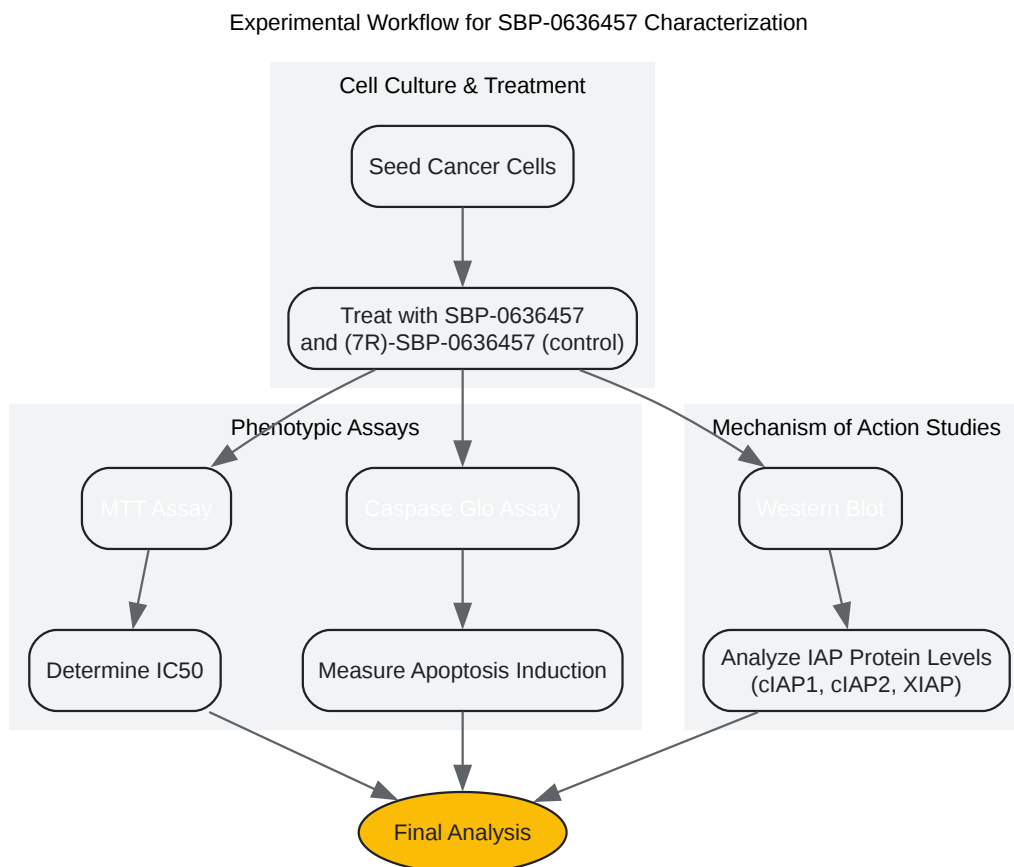 Experimental Workflow for SBP-0636457 Characterization
Cell Culture & Treatment
Seed Cancer Cells
Treat with SBP-0636457
and (7R)-SBP-0636457 (control)
Phenotypic Assays
Mechanism of Action Studies
MTT Assay
Caspase Glo Assay
Western Blot
Determine IC50
Measure Apoptosis Induction
Analyze IAP Protein Levels
(cIAP1, cIAP2, XIAP)
Final Analysis